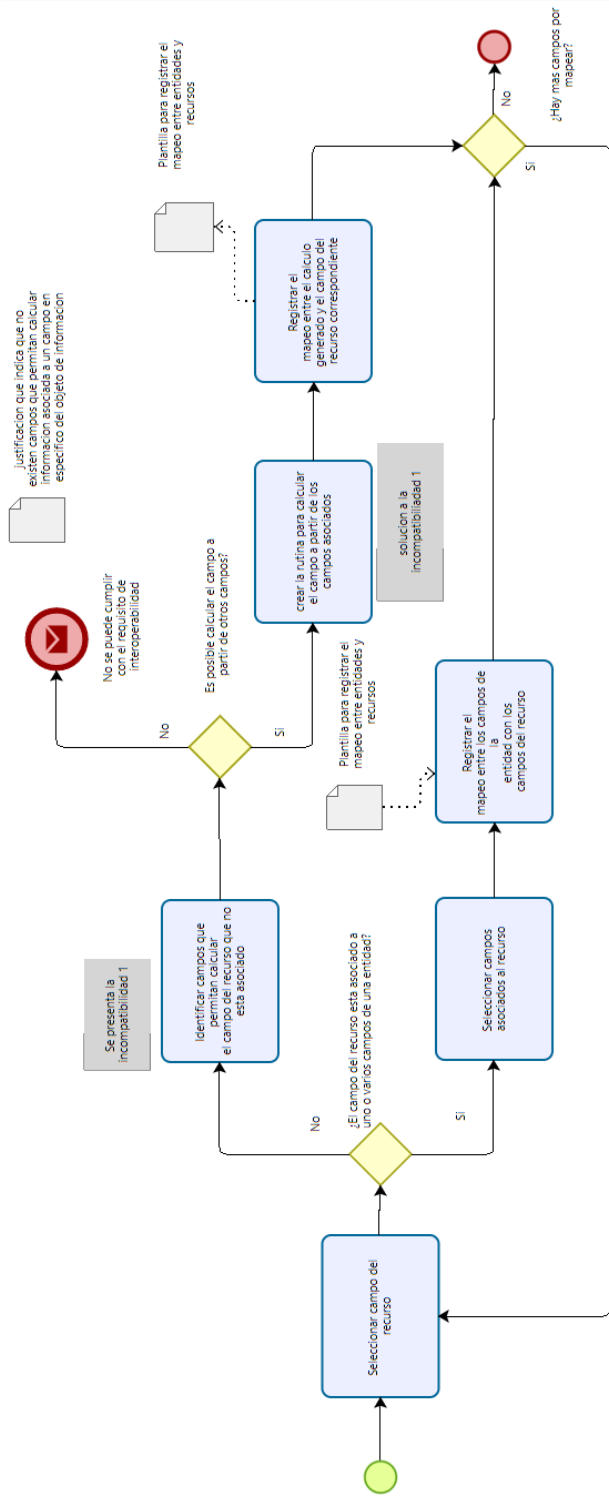 Seleccionar campo del
recurso
¿El campo del recurso esta asociado a
uno o varios campos de una entidad?
No
Si
Se presenta la
incompatibilidad 1
Identificar campos que
permitan calcular
el campo del recurso que no
esta asociado
Seleccionar campos
asociados al recurso
Es posible calcular el campo a
partir de otros campos?
No
Si
No se puede cumplir
con el requisito de
interoperabilidad
justificacion que indica que no
existen campos que permitan calcular
informacion asociada a un campo en
especifico del objeto de informacion
Plantilla para registrar el
mapeo entre entidades y
recursos
Registrar el
mapeo entre los campos de
la
entidad con los
campos del recurso
crear la rutina para calcular
el campo a partir de los
campos asociados
solucion a la
incompatibiliadad 1
Registrar el
mapeo entre el calculo
generado y el campo del
recurso correspondiente
Plantilla para registrar el
mapeo entre entidades y
recursos
No
Si
¿Hay mas campos por
mapear?